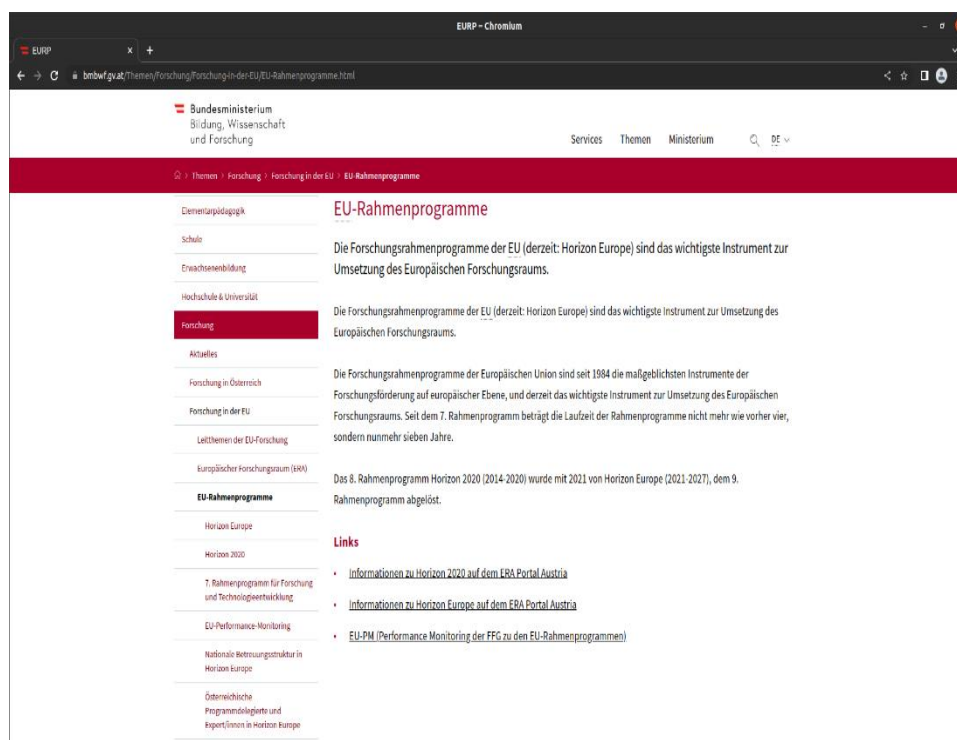 EURP – Chromium
EURP
bmbwf.gv.at/Themen/Forschung/Forschung-in-der-EU/EU-Rahmenprogramme.html
Bundesministerium
Bildung, Wissenschaft
und Forschung
Services Themen Ministerium DE
> Themen > Forschung > Forschung in der EU > EU-Rahmenprogramme
Elementarpädagogik
Schule
Erwachsenenbildung
Hochschule & Universität
Forschung
Aktuelles
Forschung in Österreich
Forschung in der EU
Leitthemen der EU-Forschung
Europäischer Forschungsraum (ERA)
EU-Rahmenprogramme
Horizon Europe
Horizon 2020
7. Rahmenprogramm für Forschung
und Technologieentwicklung
EU-Performance-Monitoring
Nationale Betreuungsstruktur in
Horizon Europe
Österreichische
Programmdelegierte und
Expert/innen in Horizon Europe
EU-Rahmenprogramme
Die Forschungsrahmenprogramme der EU (derzeit: Horizon Europe) sind das wichtigste Instrument zur
Umsetzung des Europäischen Forschungsraums.
Die Forschungsrahmenprogramme der EU (derzeit: Horizon Europe) sind das wichtigste Instrument zur Umsetzung des
Europäischen Forschungsraums.
Die Forschungsrahmenprogramme der Europäischen Union sind seit 1984 die maßgeblichsten Instrumente der
Forschungsförderung auf europäischer Ebene, und derzeit das wichtigste Instrument zur Umsetzung des Europäischen
Forschungsraums. Seit dem 7. Rahmenprogramm beträgt die Laufzeit der Rahmenprogramme nicht mehr wie vorher vier,
sondern nunmehr sieben Jahre.
Das 8. Rahmenprogramm Horizon 2020 (2014-2020) wurde mit 2021 von Horizon Europe (2021-2027), dem 9.
Rahmenprogramm abgelöst.
Links
Informationen zu Horizon 2020 auf dem ERA Portal Austria
Informationen zu Horizon Europe auf dem ERA Portal Austria
EU-PM (Performance Monitoring der FFG zu den EU-Rahmenprogrammen)